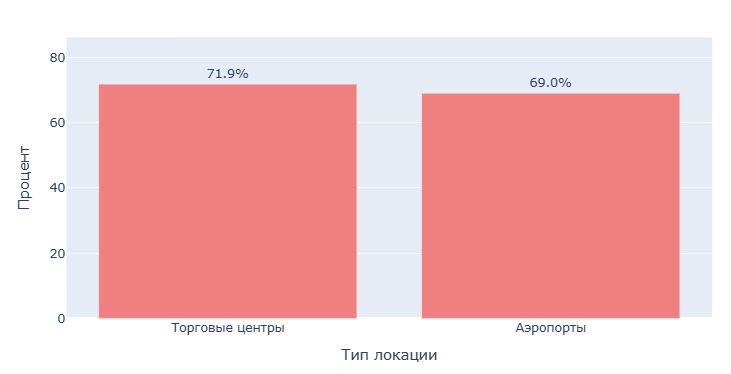 80
60
40
20
0
Процент
71.9%
69.0%
Торговые центры
Аэропорты
Тип локации